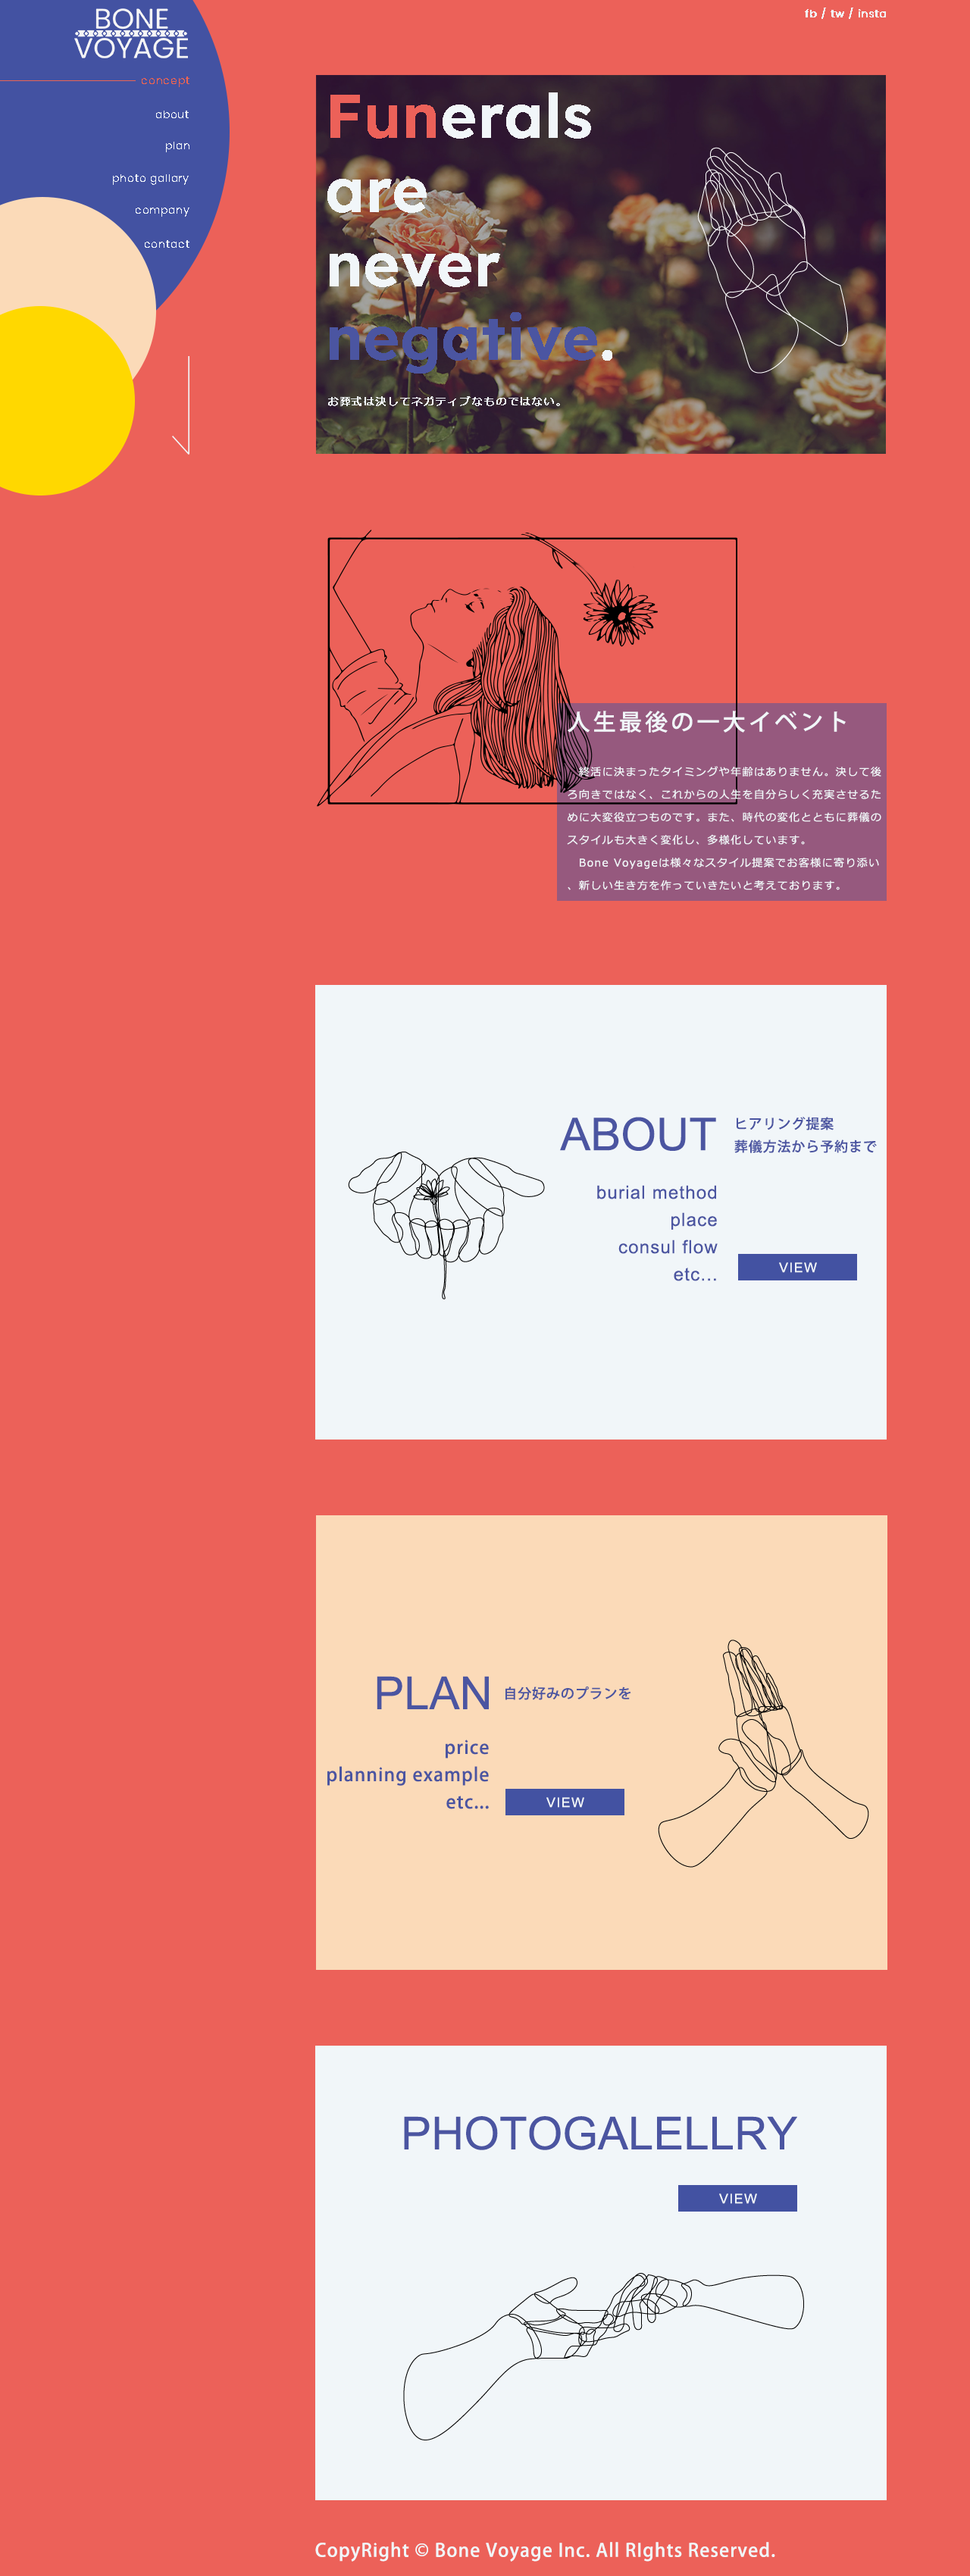 BONE
VOYAGE
fb / tw / insta
concept
about
plan
photo gallary
company
contact
Funerals
are
never
negative.
お葬式は決してネガティブなものではない。
人生最後の一大イベント
終活に決まったタイミングや年齢はありません。決して後
ろ向きではなく、これからの人生を自分らしく充実させるた
めに大変役立つものです。また、時代の変化とともに葬儀の
スタイルも大きく変化し、多様化しています。
Bone Voyageは様々なスタイル提案でお客様に寄り添い
、新しい生き方を作っていきたいと考えております。
ABOUT
ヒアリング提案
葬儀方法から予約まで
burial method
place
consul flow
etc...
VIEW
PLAN
自分好みのプランを
price
planning example
etc...
VIEW
PHOTOGALELLRY
VIEW
CopyRight © Bone Voyage Inc. All RIghts Reserved.